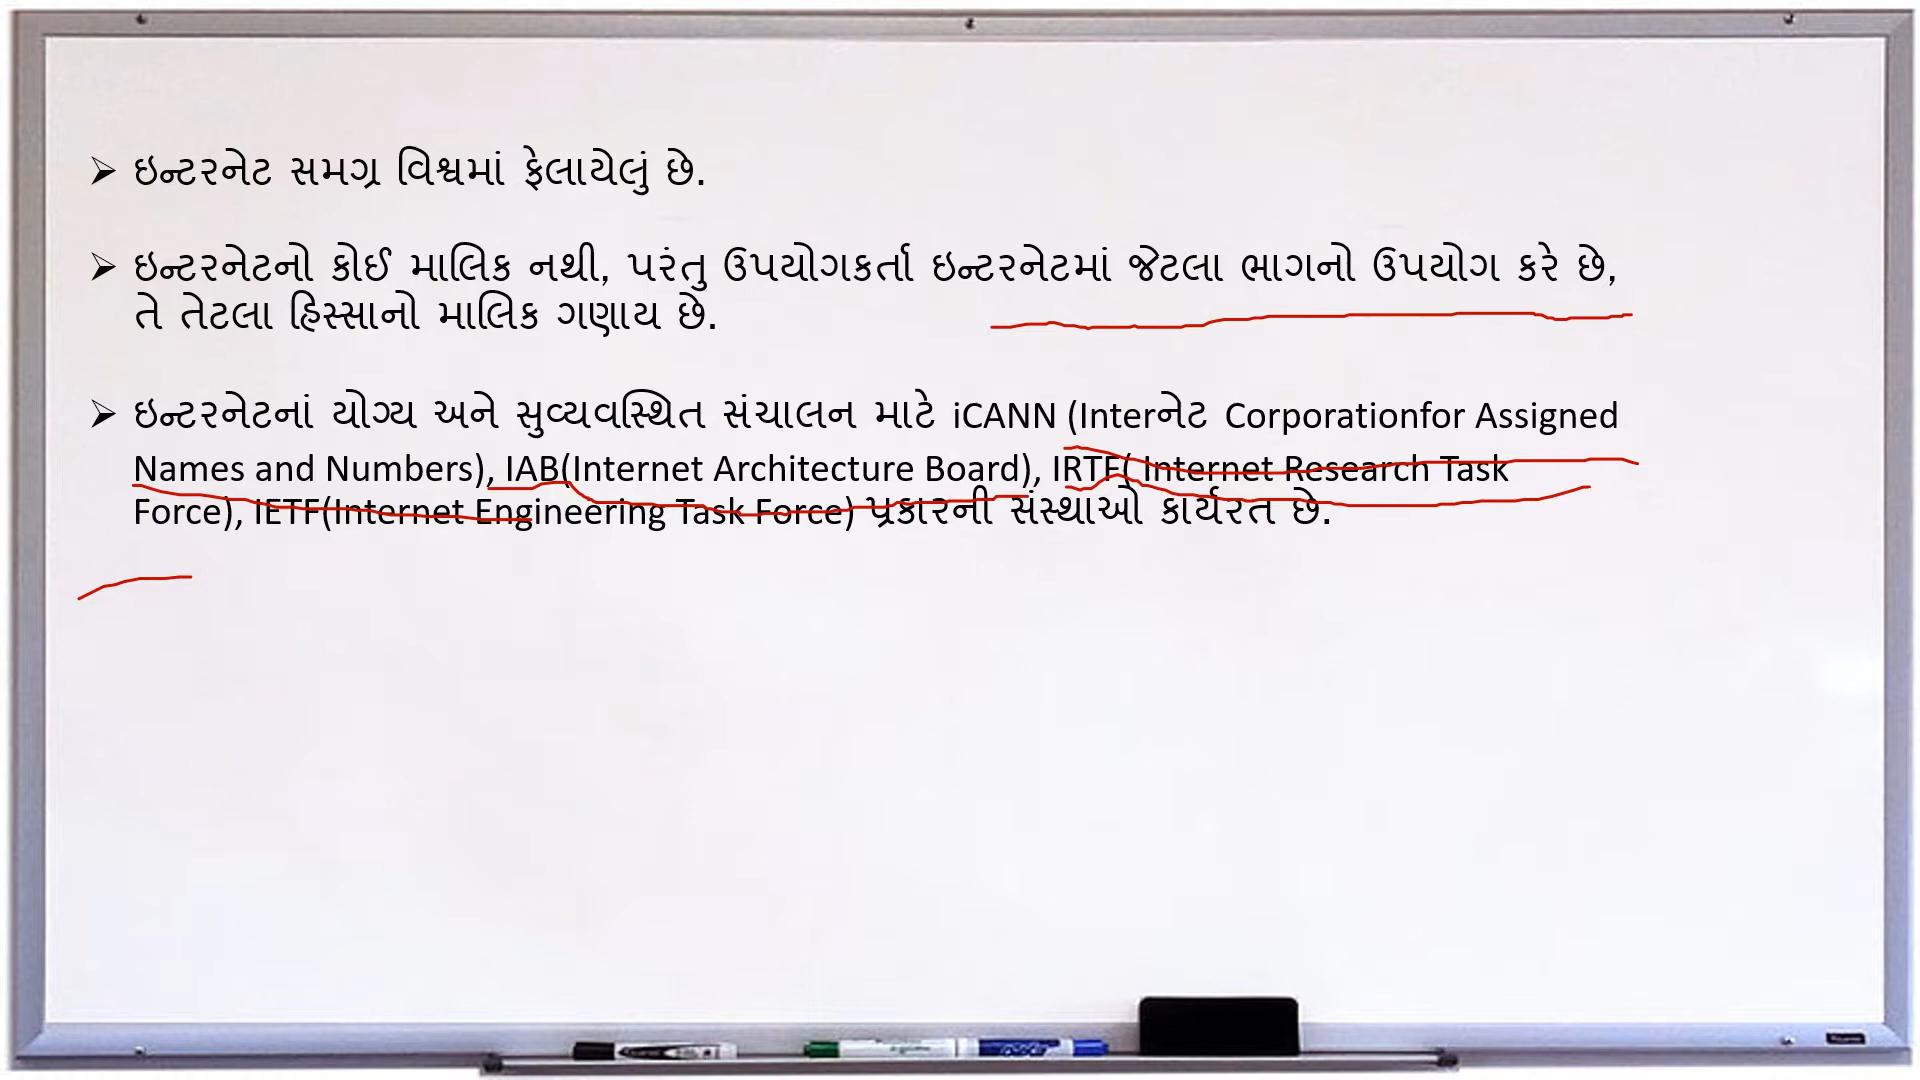 ➢ ઇન્ટરનેટ સમગ્ર વિશ્વમાં ફેલાયેલું છે.
➢ ઇન્ટરનેટનો કોઈ માલિક નથી, પરંતુ ઉપયોગકર્તા ઇન્ટરનેટમાં જેટલા ભાગનો ઉપયોગ કરે છે,
તે તેટલા હિસ્સાનો માલિક ગણાય છે.
➢ ઇન્ટરનેટનાં યોગ્ય અને સુવ્યવસ્થિત સંચાલન માટે iCANN (Interનેટ Corporationfor Assigned
Names and Numbers), IAB(Internet Architecture Board), IRTF( Internet Research Task
Force), IETF(Internet Engineering Task Force) પ્રકારની સંસ્થાઓ કાર્યરત છે.